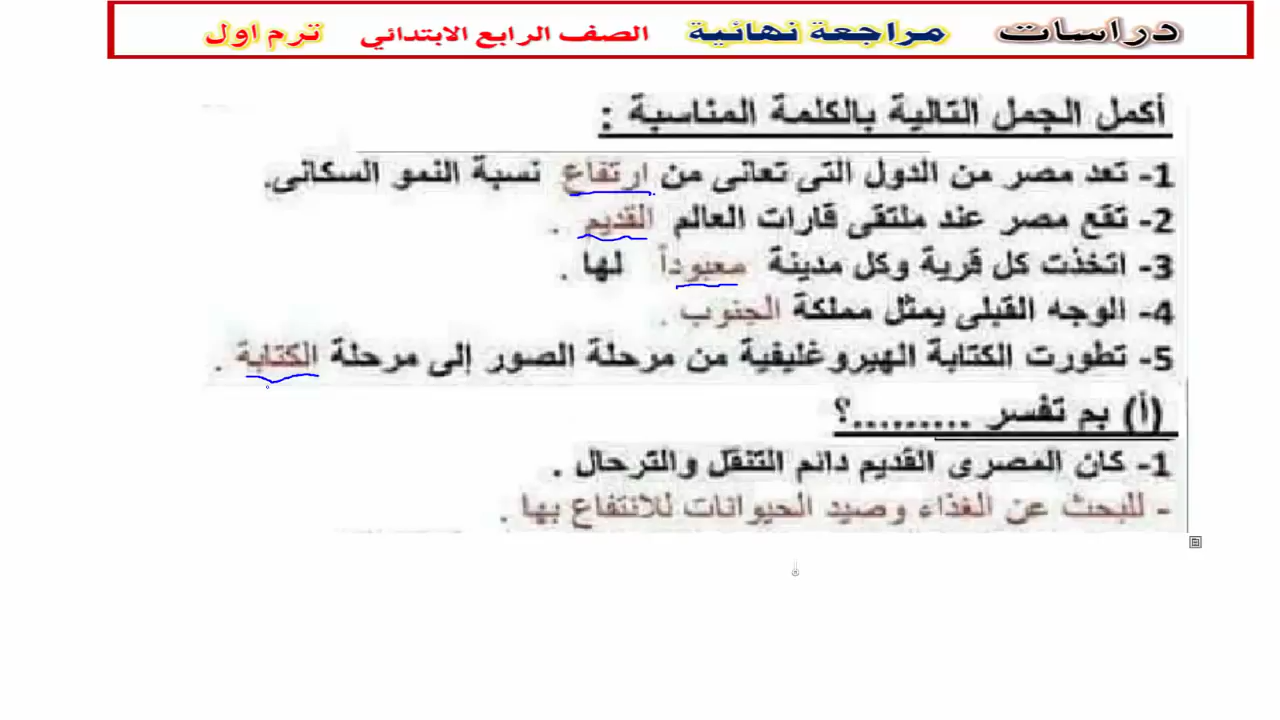 دراسات مراجعة نهائية الصف الرابع الابتدائي ترم اول
أكمل الجمل التالية بالكلمة المناسبة :
1- تعد مصر من الدول التى تعانى من ارتفاع نسبة النمو السكانى.
2- تقع مصر عند ملتقى قارات العالم القديم .
3- اتخذت كل قرية وكل مدينة معبوداً لها .
4- الوجه القبلى يمثل مملكة الجنوب .
5- تطورت الكتابة الهيروغليفية من مرحلة الصور إلى مرحلة الكتابة .
(أ) بم تفسر .........؟
1- كان المصرى القديم دائم التنقل والترحال .
- للبحث عن الغذاء وصيد الحيوانات للانتفاع بها .